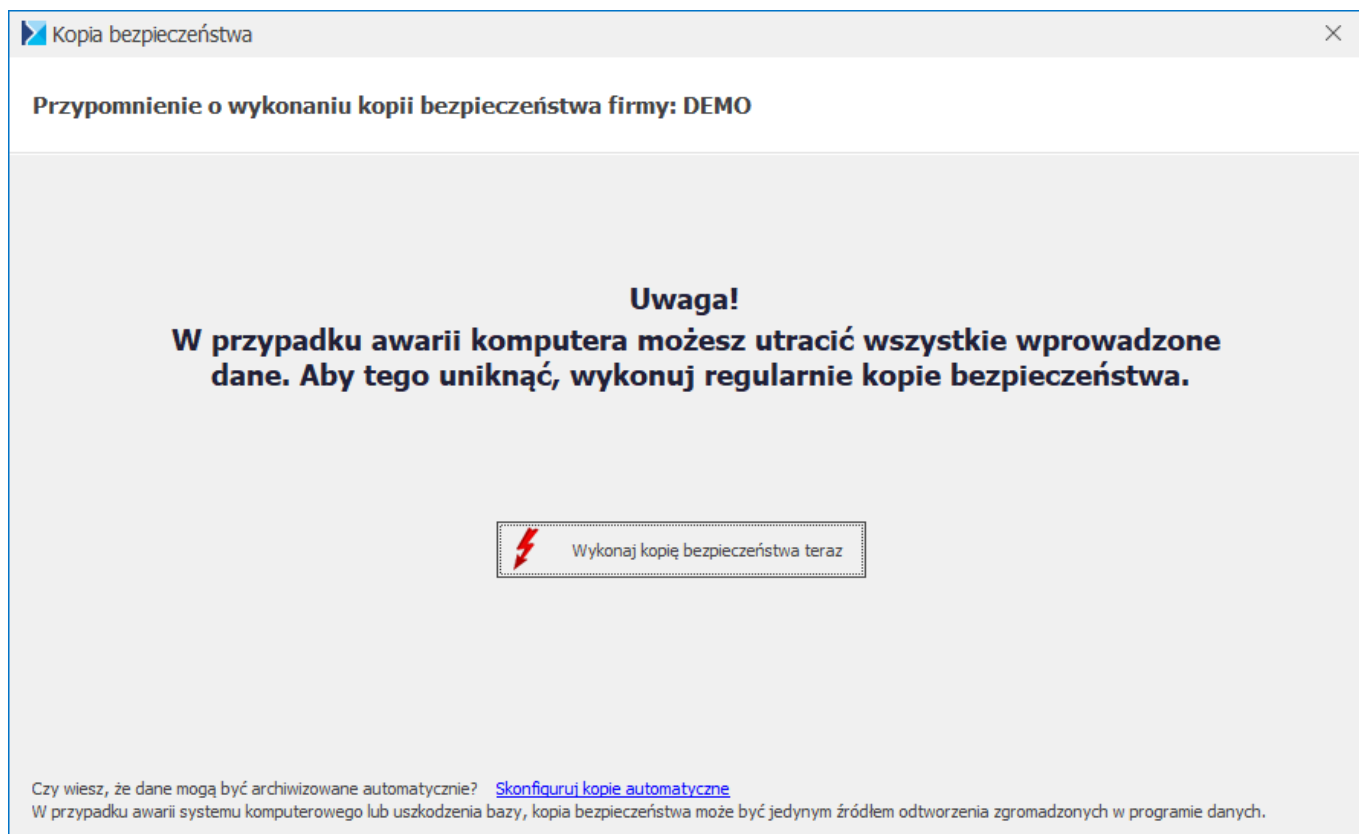 Kopia bezpieczeństwa
Przypomnienie o wykonaniu kopii bezpieczeństwa firmy: DEMO
Uwaga!
W przypadku awarii komputera możesz utracić wszystkie wprowadzone
dane. Aby tego uniknąć, wykonuj regularnie kopie bezpieczeństwa.
Wykonaj kopię bezpieczeństwa teraz
Czy wiesz, że dane mogą być archiwizowane automatycznie? Skonfiguruj kopie automatyczne
W przypadku awarii systemu komputerowego lub uszkodzenia bazy, kopia bezpieczeństwa może być jedynym źródłem odtworzenia zgromadzonych w programie danych.